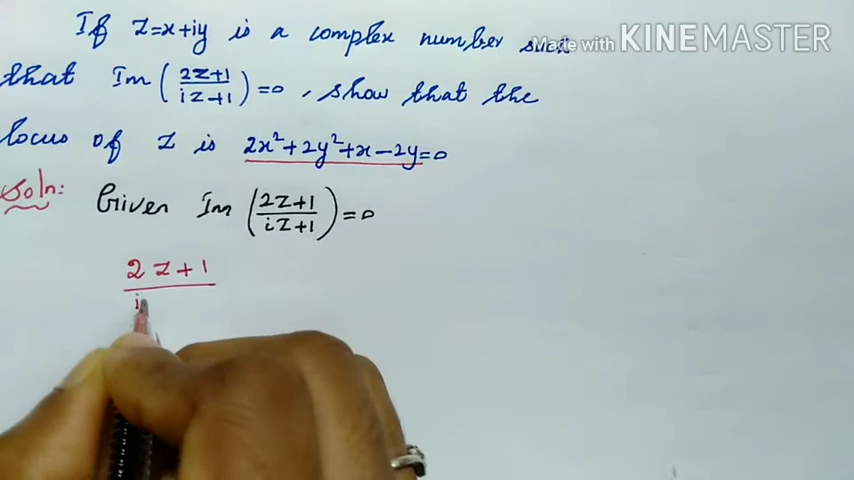 If z=x+iy is a complex number such
Made with KINEMASTER
that Im (2z+1/iz+1) =0, show that the
locus of z is 2x²+2y²+x-2y=0
Soln: Given Im (2z+1/iz+1) =0
2z+1
i